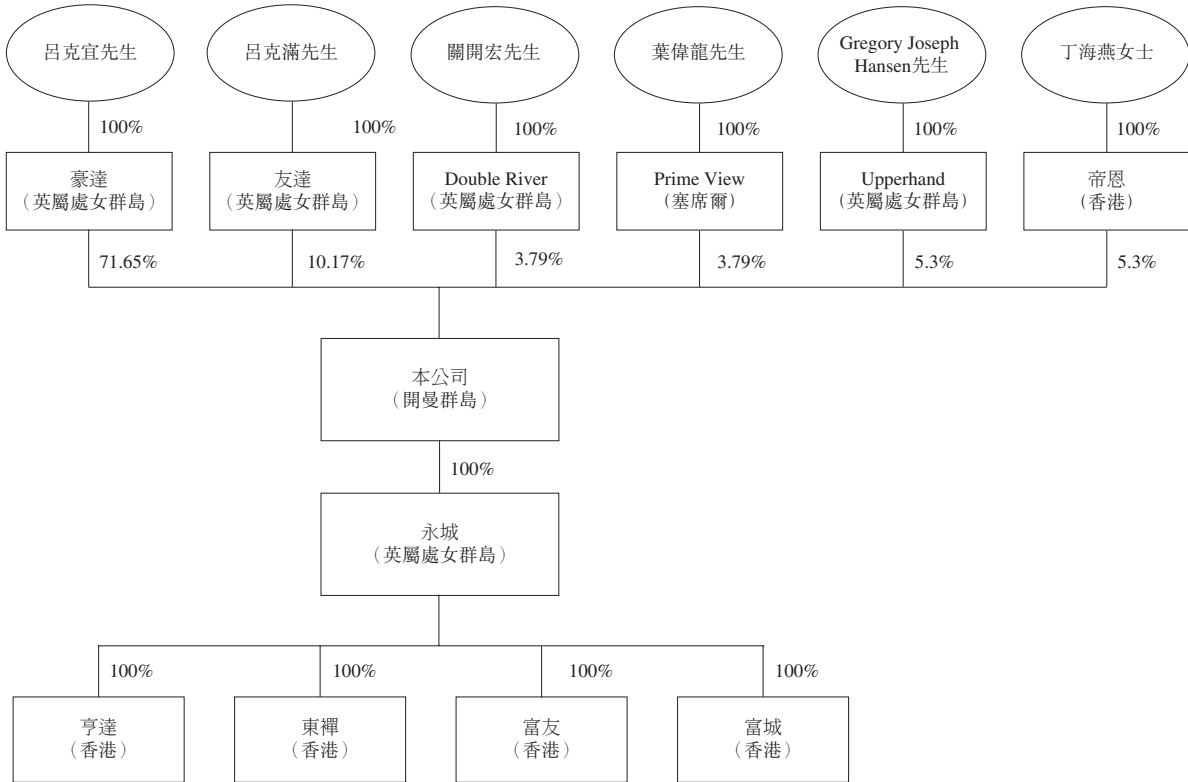 呂克宜先生
呂克滿先生
關開宏先生
葉偉龍先生
Gregory Joseph
Hansen先生
丁海燕女士
100%
100%
100%
100%
100%
100%
豪達
(英屬處女群島)
友達
(英屬處女群島)
Double River
(英屬處女群島)
Prime View
(塞席爾)
Upperhand
(英屬處女群島)
帝恩
(香港)
71.65%
10.17%
3.79%
3.79%
5.3%
5.3%
本公司
(開曼群島)
100%
永城
(英屬處女群島)
100%
100%
100%
100%
亨達
(香港)
東禪
(香港)
富友
(香港)
富城
(香港)